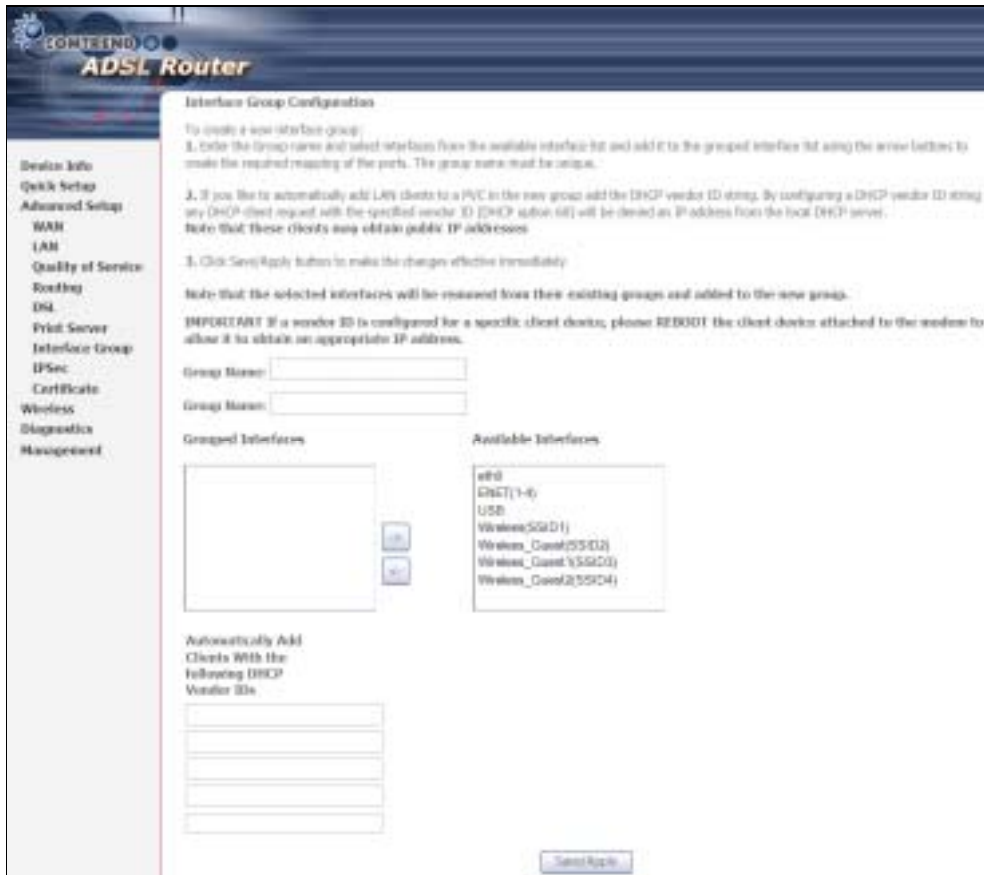 COMTREND
ADSL Router
Interface Group Configuration
To create a new interface group:
1. Enter the Group name and select interfaces from the available interface list and add it to the grouped interface list using the arrow buttons to
create the required mapping of the ports. The group name must be unique.
2. If you like to automatically add LAN clients to a PVC in the new group add the DHCP vendor ID string. By configuring a DHCP vendor ID string
any DHCP client request with the specified vendor ID (DHCP option 60) will be denied an IP address from the local DHCP server.
Note that these clients may obtain public IP addresses
3. Click Save/Apply button to make the changes effective immediately
Note that the selected interfaces will be removed from their existing groups and added to the new group.
IMPORTANT If a vendor ID is configured for a specific client device, please REBOOT the client device attached to the modem to
allow it to obtain an appropriate IP address.
Device Info
Quick Setup
Advanced Setup
WAN
LAN
Quality of Service
Routing
DSL
Print Server
Interface Group
IPSec
Certificate
Wireless
Diagnostics
Management
Group Name:
Group Name:
Grouped Interfaces
Available Interfaces
->
<-
eth0
ENET(1-4)
USB
Wireless(SSID1)
Wireless_Guest(SSID2)
Wireless_Guest1(SSID3)
Wireless_Guest2(SSID4)
Automatically Add
Clients With the
following DHCP
Vendor IDs
Save/Apply